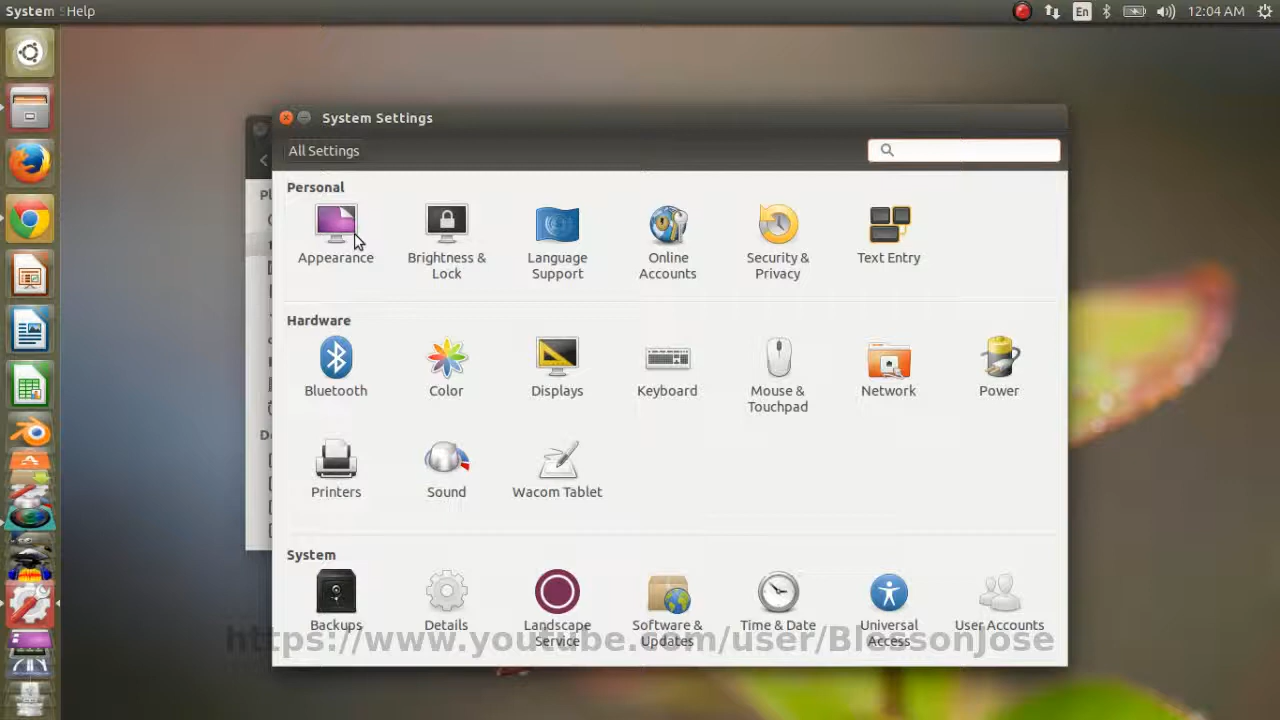 System Help
En 12:04 AM
System Settings
All Settings
Personal
Appearance
Brightness & Lock
Language Support
Online Accounts
Security & Privacy
Text Entry
Hardware
Bluetooth
Color
Displays
Keyboard
Mouse & Touchpad
Network
Power
Printers
Sound
Wacom Tablet
System
Backups
Details
Landscape Service
Software & Updates
Time & Date
Universal Access
User Accounts
https://www.youtube.com/user/BlessonJose